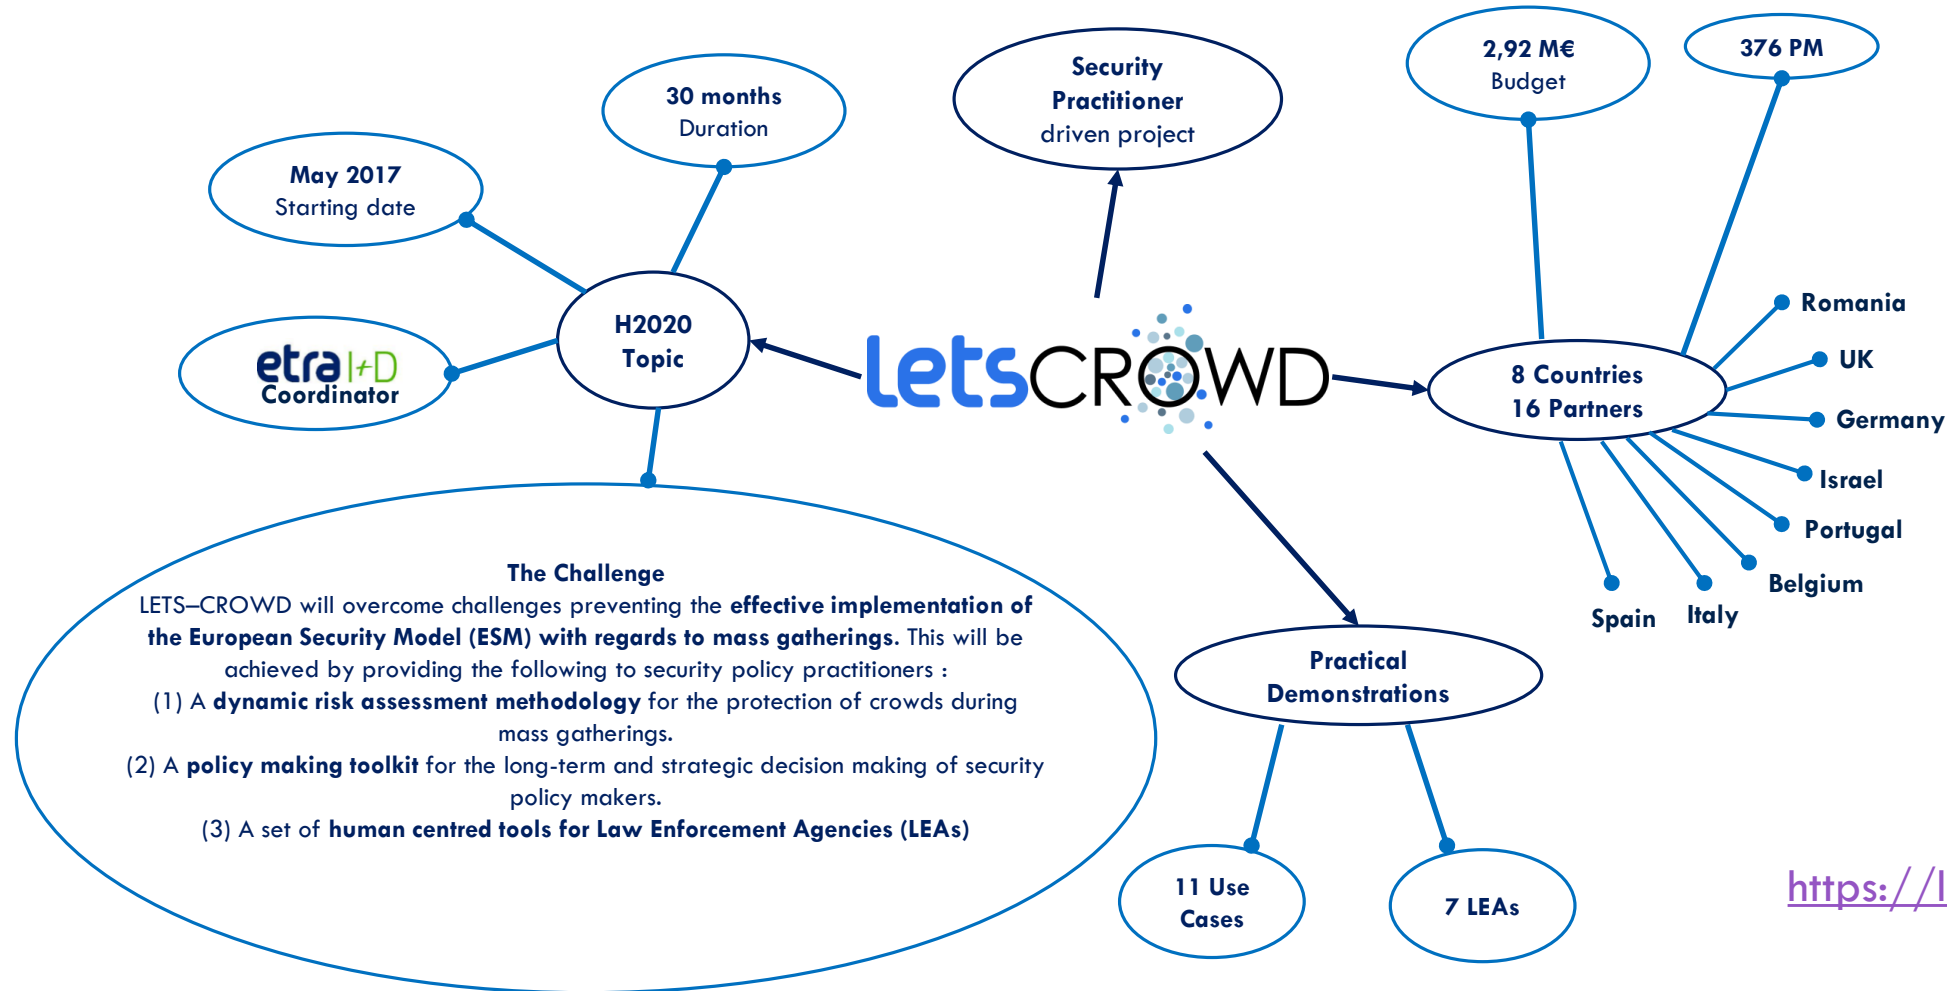 2,92 M€
Budget
376 PM
Security
Practitioner
driven project
30 months
Duration
May 2017
Starting date
H2020
Topic
etra I+D
Coordinator
letsCROWD
8 Countries
16 Partners
Romania
UK
Germany
Israel
Portugal
Belgium
Italy
Spain
The Challenge
LETS–CROWD will overcome challenges preventing the effective implementation of
the European Security Model (ESM) with regards to mass gatherings. This will be
achieved by providing the following to security policy practitioners :
(1) A dynamic risk assessment methodology for the protection of crowds during
mass gatherings.
(2) A policy making toolkit for the long-term and strategic decision making of security
policy makers.
(3) A set of human centred tools for Law Enforcement Agencies (LEAs)
Practical
Demonstrations
11 Use
Cases
7 LEAs
https://l